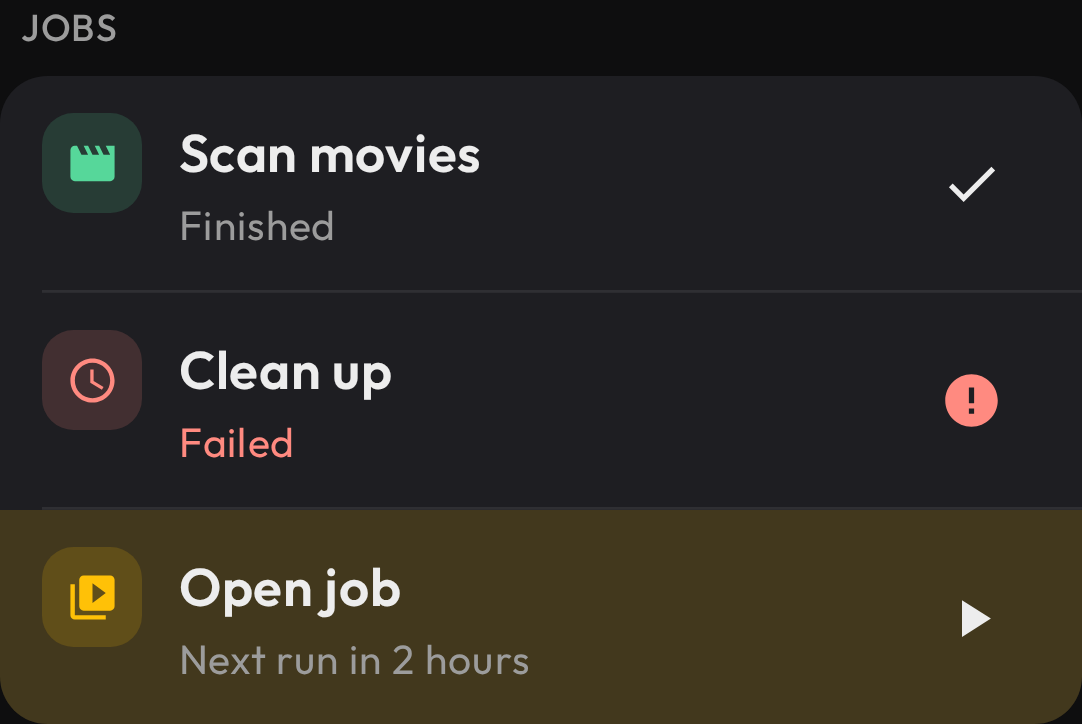 JOBS
Scan movies
Finished
Clean up
Failed
Open job
Next run in 2 hours